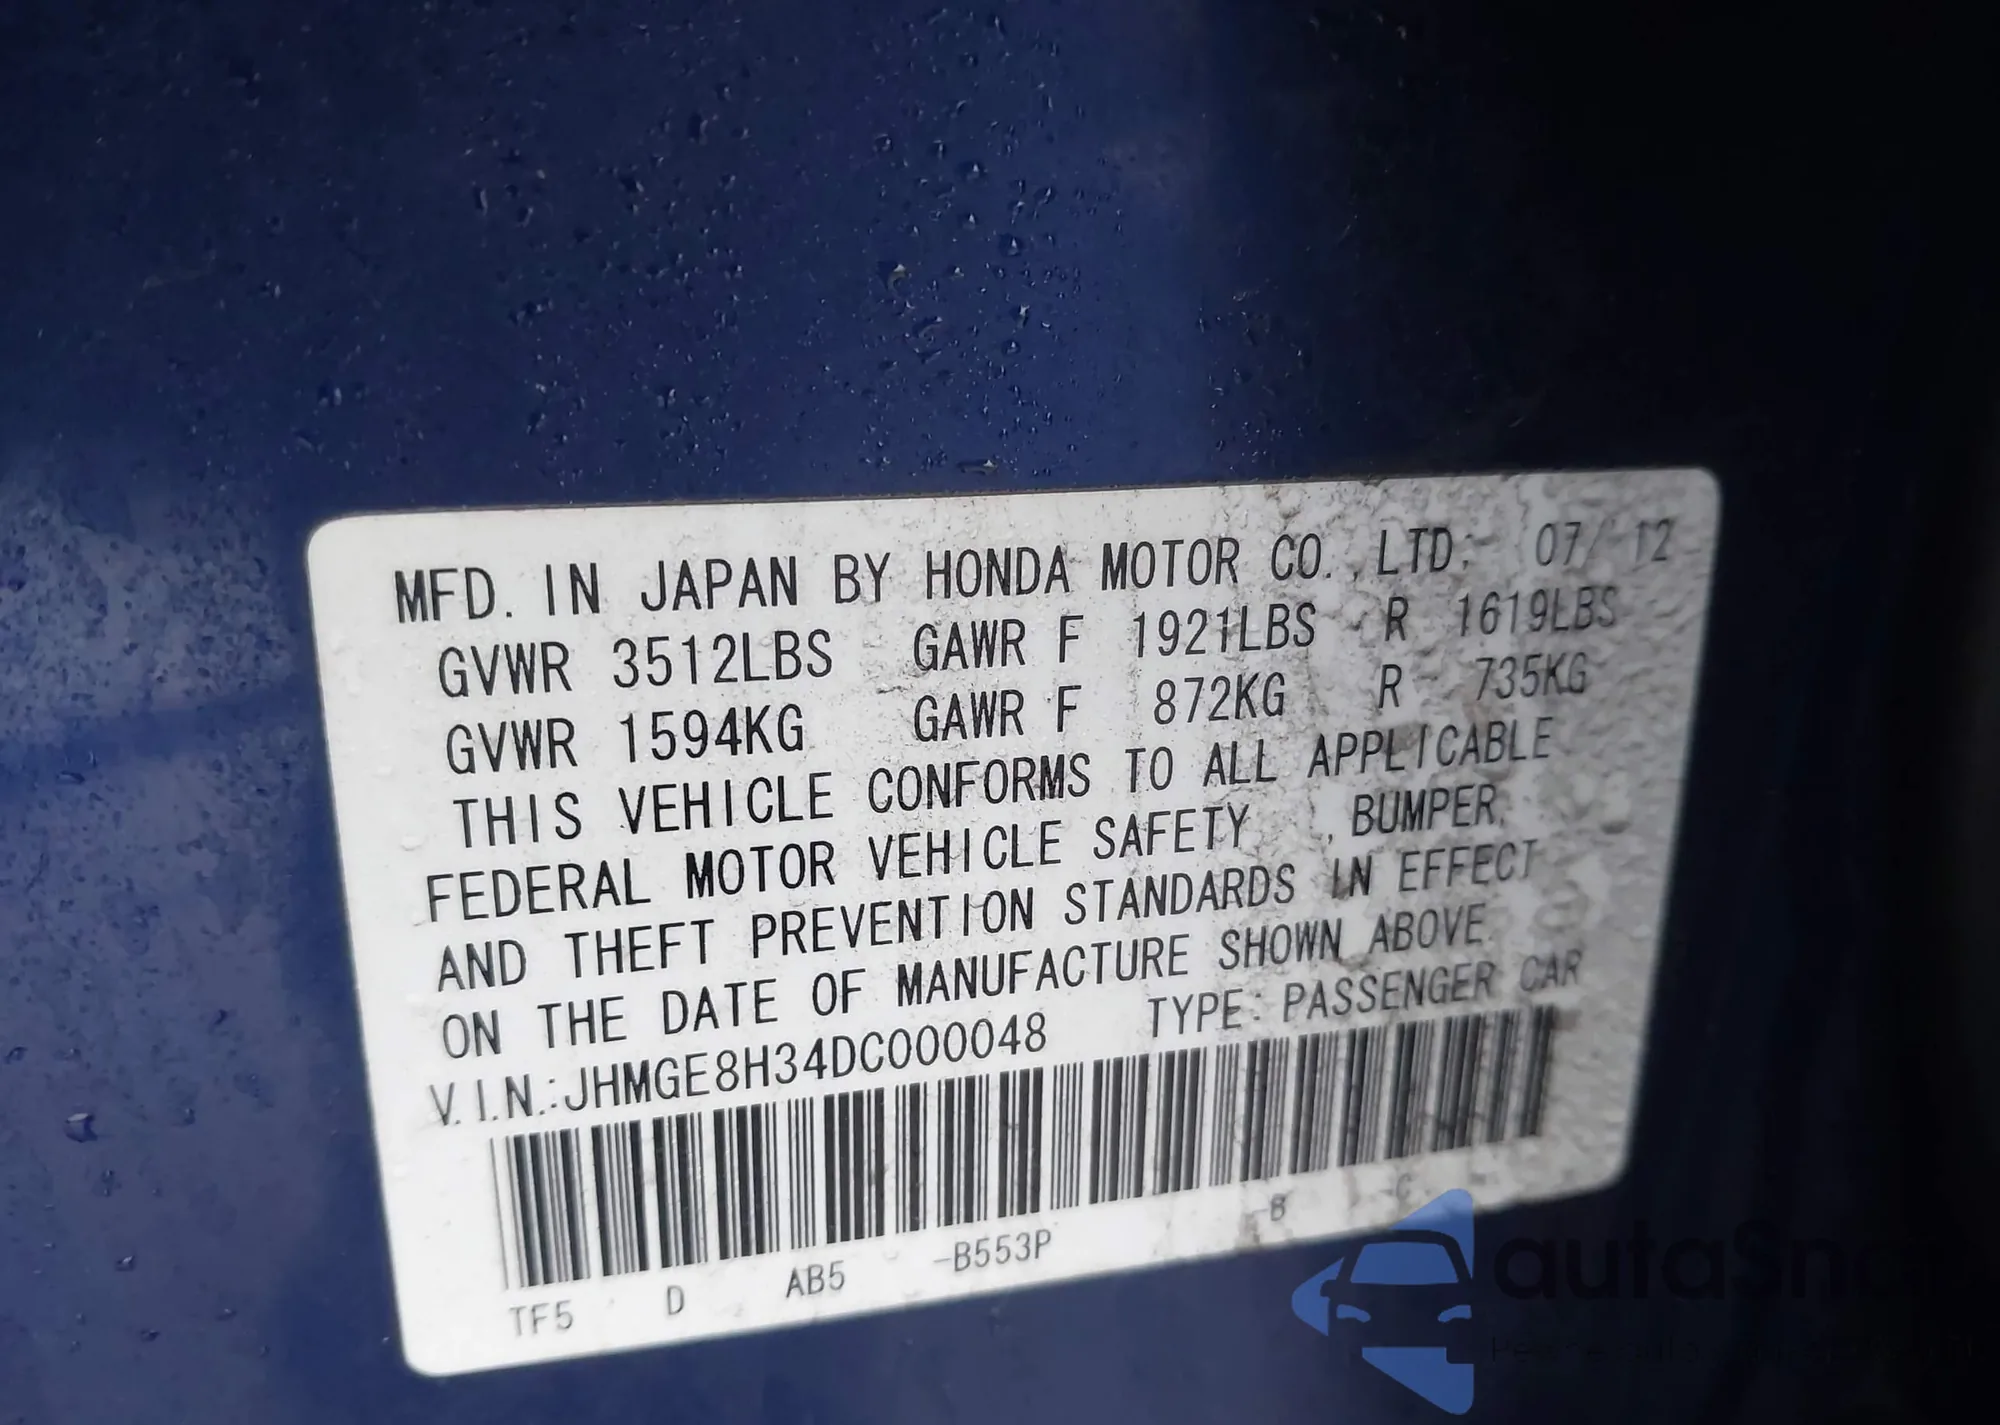 MFD. IN JAPAN BY HONDA MOTOR CO., LTD. 07/12
GVWR 3512LBS GAWR F 1921LBS R 1619LBS
GVWR 1594KG GAWR F 872KG R 735KG
THIS VEHICLE CONFORMS TO ALL APPLICABLE
FEDERAL MOTOR VEHICLE SAFETY , BUMPER,
AND THEFT PREVENTION STANDARDS IN EFFECT
ON THE DATE OF MANUFACTURE SHOWN ABOVE.
V.I.N.:JHMGE8H34DC000048 TYPE: PASSENGER CAR
TF5 D AB5 -B553P -B C